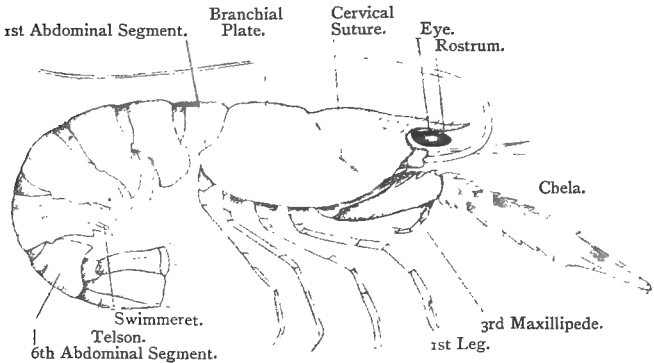 1st Abdominal Segment.
Branchial
Plate.
Cervical
Suture.
Eye.
Rostrum.
Chela.
3rd Maxillipede.
1st Leg.
Swimmeret.
Telson.
6th Abdominal Segment.